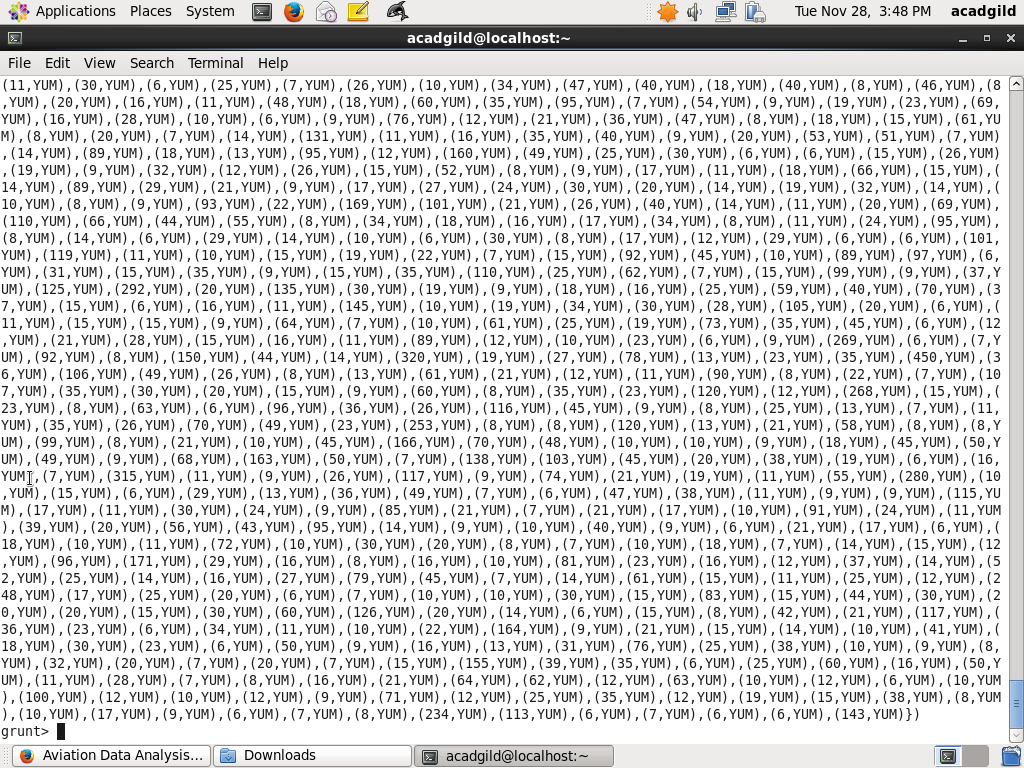 Applications Places System Tue Nov 28, 3:48 PM acadgild
acadgild@localhost:~
File Edit View Search Terminal Help
(11,YUM),(30,YUM),(6,YUM),(25,YUM),(7,YUM),(26,YUM),(10,YUM),(34,YUM),(47,YUM),(40,YUM),(18,YUM),(40,YUM),(8,YUM),(46,YUM),(8
,YUM),(20,YUM),(16,YUM),(11,YUM),(48,YUM),(18,YUM),(60,YUM),(35,YUM),(95,YUM),(7,YUM),(54,YUM),(9,YUM),(19,YUM),(23,YUM),(69,
YUM),(16,YUM),(28,YUM),(10,YUM),(6,YUM),(9,YUM),(76,YUM),(12,YUM),(21,YUM),(36,YUM),(47,YUM),(8,YUM),(18,YUM),(15,YUM),(61,YU
M),(8,YUM),(20,YUM),(7,YUM),(14,YUM),(131,YUM),(11,YUM),(16,YUM),(35,YUM),(40,YUM),(9,YUM),(20,YUM),(53,YUM),(51,YUM),(7,YUM)
,(14,YUM),(89,YUM),(18,YUM),(13,YUM),(95,YUM),(12,YUM),(160,YUM),(49,YUM),(25,YUM),(30,YUM),(6,YUM),(6,YUM),(15,YUM),(26,YUM)
,(19,YUM),(9,YUM),(32,YUM),(12,YUM),(26,YUM),(15,YUM),(52,YUM),(8,YUM),(9,YUM),(17,YUM),(11,YUM),(18,YUM),(66,YUM),(15,YUM),(
14,YUM),(89,YUM),(29,YUM),(21,YUM),(9,YUM),(17,YUM),(27,YUM),(24,YUM),(30,YUM),(20,YUM),(14,YUM),(19,YUM),(32,YUM),(14,YUM),(
10,YUM),(8,YUM),(9,YUM),(93,YUM),(22,YUM),(169,YUM),(101,YUM),(21,YUM),(26,YUM),(40,YUM),(14,YUM),(11,YUM),(20,YUM),(69,YUM),
(110,YUM),(66,YUM),(44,YUM),(55,YUM),(8,YUM),(34,YUM),(18,YUM),(16,YUM),(17,YUM),(34,YUM),(8,YUM),(11,YUM),(24,YUM),(95,YUM),
(8,YUM),(14,YUM),(6,YUM),(29,YUM),(14,YUM),(10,YUM),(6,YUM),(30,YUM),(8,YUM),(17,YUM),(12,YUM),(29,YUM),(6,YUM),(6,YUM),(101,
YUM),(119,YUM),(11,YUM),(10,YUM),(15,YUM),(19,YUM),(22,YUM),(7,YUM),(15,YUM),(92,YUM),(45,YUM),(10,YUM),(89,YUM),(97,YUM),(6,
YUM),(31,YUM),(15,YUM),(35,YUM),(9,YUM),(15,YUM),(35,YUM),(110,YUM),(25,YUM),(62,YUM),(7,YUM),(15,YUM),(99,YUM),(9,YUM),(37,Y
UM),(125,YUM),(292,YUM),(20,YUM),(135,YUM),(30,YUM),(19,YUM),(9,YUM),(18,YUM),(16,YUM),(25,YUM),(59,YUM),(40,YUM),(70,YUM),(3
7,YUM),(15,YUM),(6,YUM),(16,YUM),(11,YUM),(145,YUM),(10,YUM),(19,YUM),(34,YUM),(30,YUM),(28,YUM),(105,YUM),(20,YUM),(6,YUM),(
11,YUM),(15,YUM),(15,YUM),(9,YUM),(64,YUM),(7,YUM),(10,YUM),(61,YUM),(25,YUM),(19,YUM),(73,YUM),(35,YUM),(45,YUM),(6,YUM),(12
,YUM),(21,YUM),(28,YUM),(15,YUM),(16,YUM),(11,YUM),(89,YUM),(12,YUM),(10,YUM),(23,YUM),(6,YUM),(9,YUM),(269,YUM),(6,YUM),(7,Y
UM),(92,YUM),(8,YUM),(150,YUM),(44,YUM),(14,YUM),(320,YUM),(19,YUM),(27,YUM),(78,YUM),(13,YUM),(23,YUM),(35,YUM),(450,YUM),(3
6,YUM),(106,YUM),(49,YUM),(26,YUM),(8,YUM),(13,YUM),(61,YUM),(21,YUM),(12,YUM),(11,YUM),(90,YUM),(8,YUM),(22,YUM),(7,YUM),(10
7,YUM),(35,YUM),(30,YUM),(20,YUM),(15,YUM),(9,YUM),(60,YUM),(8,YUM),(35,YUM),(23,YUM),(120,YUM),(12,YUM),(268,YUM),(15,YUM),(
23,YUM),(8,YUM),(63,YUM),(6,YUM),(96,YUM),(36,YUM),(26,YUM),(116,YUM),(45,YUM),(9,YUM),(8,YUM),(25,YUM),(13,YUM),(7,YUM),(11,
YUM),(35,YUM),(26,YUM),(70,YUM),(49,YUM),(23,YUM),(253,YUM),(8,YUM),(8,YUM),(120,YUM),(13,YUM),(21,YUM),(58,YUM),(8,YUM),(8,Y
UM),(99,YUM),(8,YUM),(21,YUM),(10,YUM),(45,YUM),(166,YUM),(70,YUM),(48,YUM),(10,YUM),(10,YUM),(9,YUM),(18,YUM),(45,YUM),(50,Y
UM),(49,YUM),(9,YUM),(68,YUM),(163,YUM),(50,YUM),(7,YUM),(138,YUM),(103,YUM),(45,YUM),(20,YUM),(38,YUM),(19,YUM),(6,YUM),(16,
YUM),(7,YUM),(315,YUM),(11,YUM),(9,YUM),(26,YUM),(117,YUM),(9,YUM),(74,YUM),(21,YUM),(19,YUM),(11,YUM),(55,YUM),(280,YUM),(10
,YUM),(15,YUM),(6,YUM),(29,YUM),(13,YUM),(36,YUM),(49,YUM),(7,YUM),(6,YUM),(47,YUM),(38,YUM),(11,YUM),(9,YUM),(9,YUM),(115,YU
M),(17,YUM),(11,YUM),(30,YUM),(24,YUM),(9,YUM),(85,YUM),(21,YUM),(7,YUM),(21,YUM),(17,YUM),(10,YUM),(91,YUM),(24,YUM),(11,YUM
),(39,YUM),(20,YUM),(56,YUM),(43,YUM),(95,YUM),(14,YUM),(9,YUM),(10,YUM),(40,YUM),(9,YUM),(6,YUM),(21,YUM),(17,YUM),(6,YUM),(
18,YUM),(10,YUM),(11,YUM),(72,YUM),(10,YUM),(30,YUM),(20,YUM),(8,YUM),(7,YUM),(10,YUM),(18,YUM),(7,YUM),(14,YUM),(15,YUM),(12
,YUM),(96,YUM),(171,YUM),(29,YUM),(16,YUM),(8,YUM),(16,YUM),(10,YUM),(81,YUM),(23,YUM),(16,YUM),(12,YUM),(37,YUM),(14,YUM),(5
2,YUM),(25,YUM),(14,YUM),(16,YUM),(27,YUM),(79,YUM),(45,YUM),(7,YUM),(14,YUM),(61,YUM),(15,YUM),(11,YUM),(25,YUM),(12,YUM),(2
48,YUM),(17,YUM),(25,YUM),(20,YUM),(6,YUM),(7,YUM),(10,YUM),(10,YUM),(30,YUM),(15,YUM),(83,YUM),(15,YUM),(44,YUM),(30,YUM),(2
0,YUM),(20,YUM),(15,YUM),(30,YUM),(60,YUM),(126,YUM),(20,YUM),(14,YUM),(6,YUM),(15,YUM),(8,YUM),(42,YUM),(21,YUM),(117,YUM),(
36,YUM),(23,YUM),(6,YUM),(34,YUM),(11,YUM),(10,YUM),(22,YUM),(164,YUM),(9,YUM),(21,YUM),(15,YUM),(14,YUM),(10,YUM),(41,YUM),(
18,YUM),(30,YUM),(23,YUM),(6,YUM),(50,YUM),(9,YUM),(16,YUM),(13,YUM),(31,YUM),(76,YUM),(25,YUM),(38,YUM),(10,YUM),(9,YUM),(8,
YUM),(32,YUM),(20,YUM),(7,YUM),(20,YUM),(7,YUM),(15,YUM),(155,YUM),(39,YUM),(35,YUM),(6,YUM),(25,YUM),(60,YUM),(16,YUM),(50,Y
UM),(11,YUM),(28,YUM),(7,YUM),(8,YUM),(16,YUM),(21,YUM),(64,YUM),(62,YUM),(12,YUM),(63,YUM),(10,YUM),(12,YUM),(6,YUM),(10,YUM
),(100,YUM),(12,YUM),(10,YUM),(12,YUM),(9,YUM),(71,YUM),(12,YUM),(25,YUM),(35,YUM),(12,YUM),(19,YUM),(15,YUM),(38,YUM),(8,YUM
),(10,YUM),(17,YUM),(9,YUM),(6,YUM),(7,YUM),(8,YUM),(234,YUM),(113,YUM),(6,YUM),(7,YUM),(6,YUM),(6,YUM),(143,YUM)})
grunt>
Aviation Data Analysis... Downloads acadgild@localhost:~